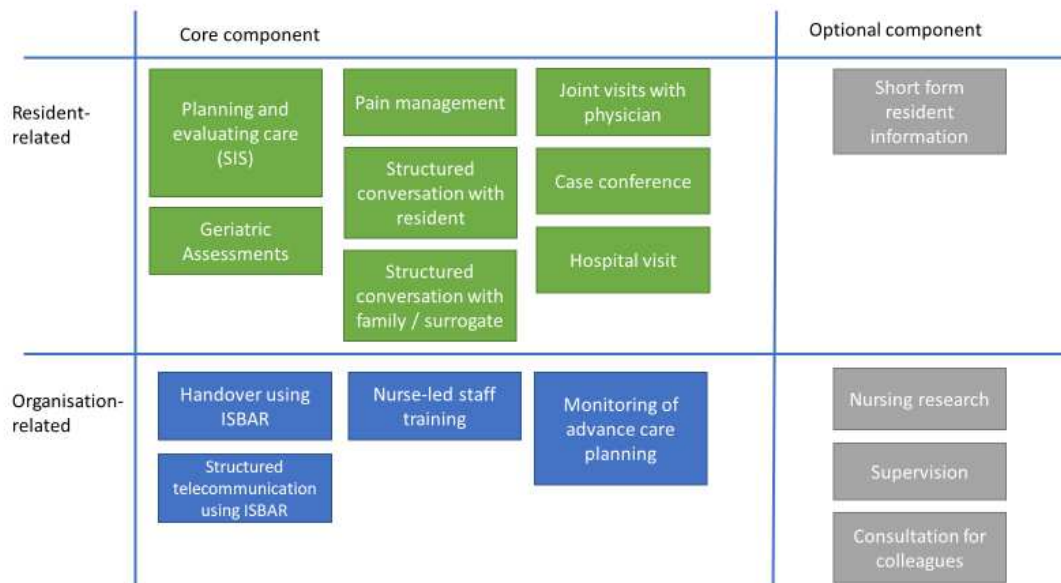 Core component
Optional component
Resident-
related
Planning and
evaluating care
(SIS)
Geriatric
Assessments
Pain management
Structured
conversation with
resident
Structured
conversation with
family / surrogate
Joint visits with
physician
Case conference
Hospital visit
Short form
resident
information
Organisation-
related
Handover using
ISBAR
Structured
telecommunication
using ISBAR
Nurse-led staff
training
Monitoring of
advance care
planning
Nursing research
Supervision
Consultation for
colleagues